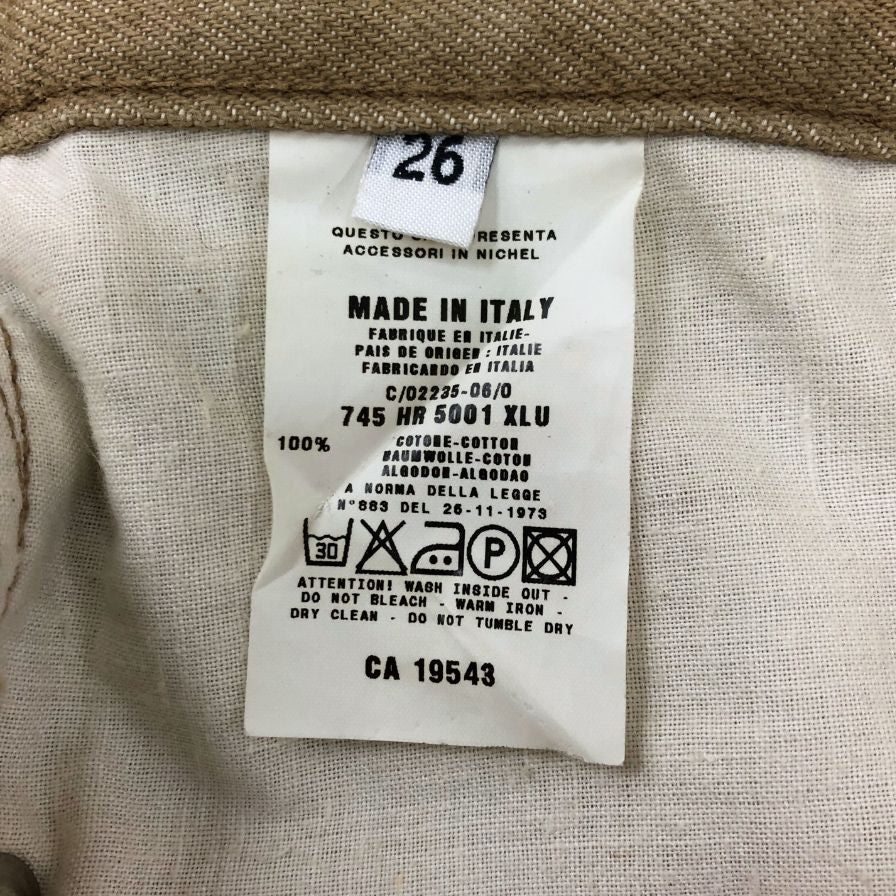 26
QUESTO RESENTA
ACCESSORI IN NICHEL
MADE IN ITALY
FABRIQUE EN ITALIE-
PAIS DE ORIGEN : ITALIE
FABRICARDO EN ITALIA
C/02235-06/0
745 HR 5001 XLU
100% COTONE-COTTON
BAUMWOLLE-COTON
ALGODON-ALGODAO
A NORMA DELLA LEGGE
N°883 DEL 26-11-1973
30 P
ATTENTION! WASH INSIDE OUT -
DO NOT BLEACH - WARM IRON -
DRY CLEAN - DO NOT TUMBLE DRY
CA 19543